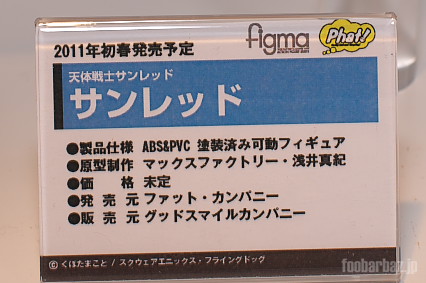 2011年初春発売予定
figma
Phat!
天体戦士サンレッド
サンレッド
●製品仕様 ABS&PVC 塗装済み可動フィギュア
●原型制作 マックスファクトリー・浅井真紀
●価　　格 未定
●発 売 元 ファット・カンパニー
●販 売 元 グッドスマイルカンパニー
© くぼたまこと / スクウェアエニックス・フライングドッグ
foobarbaz.jp